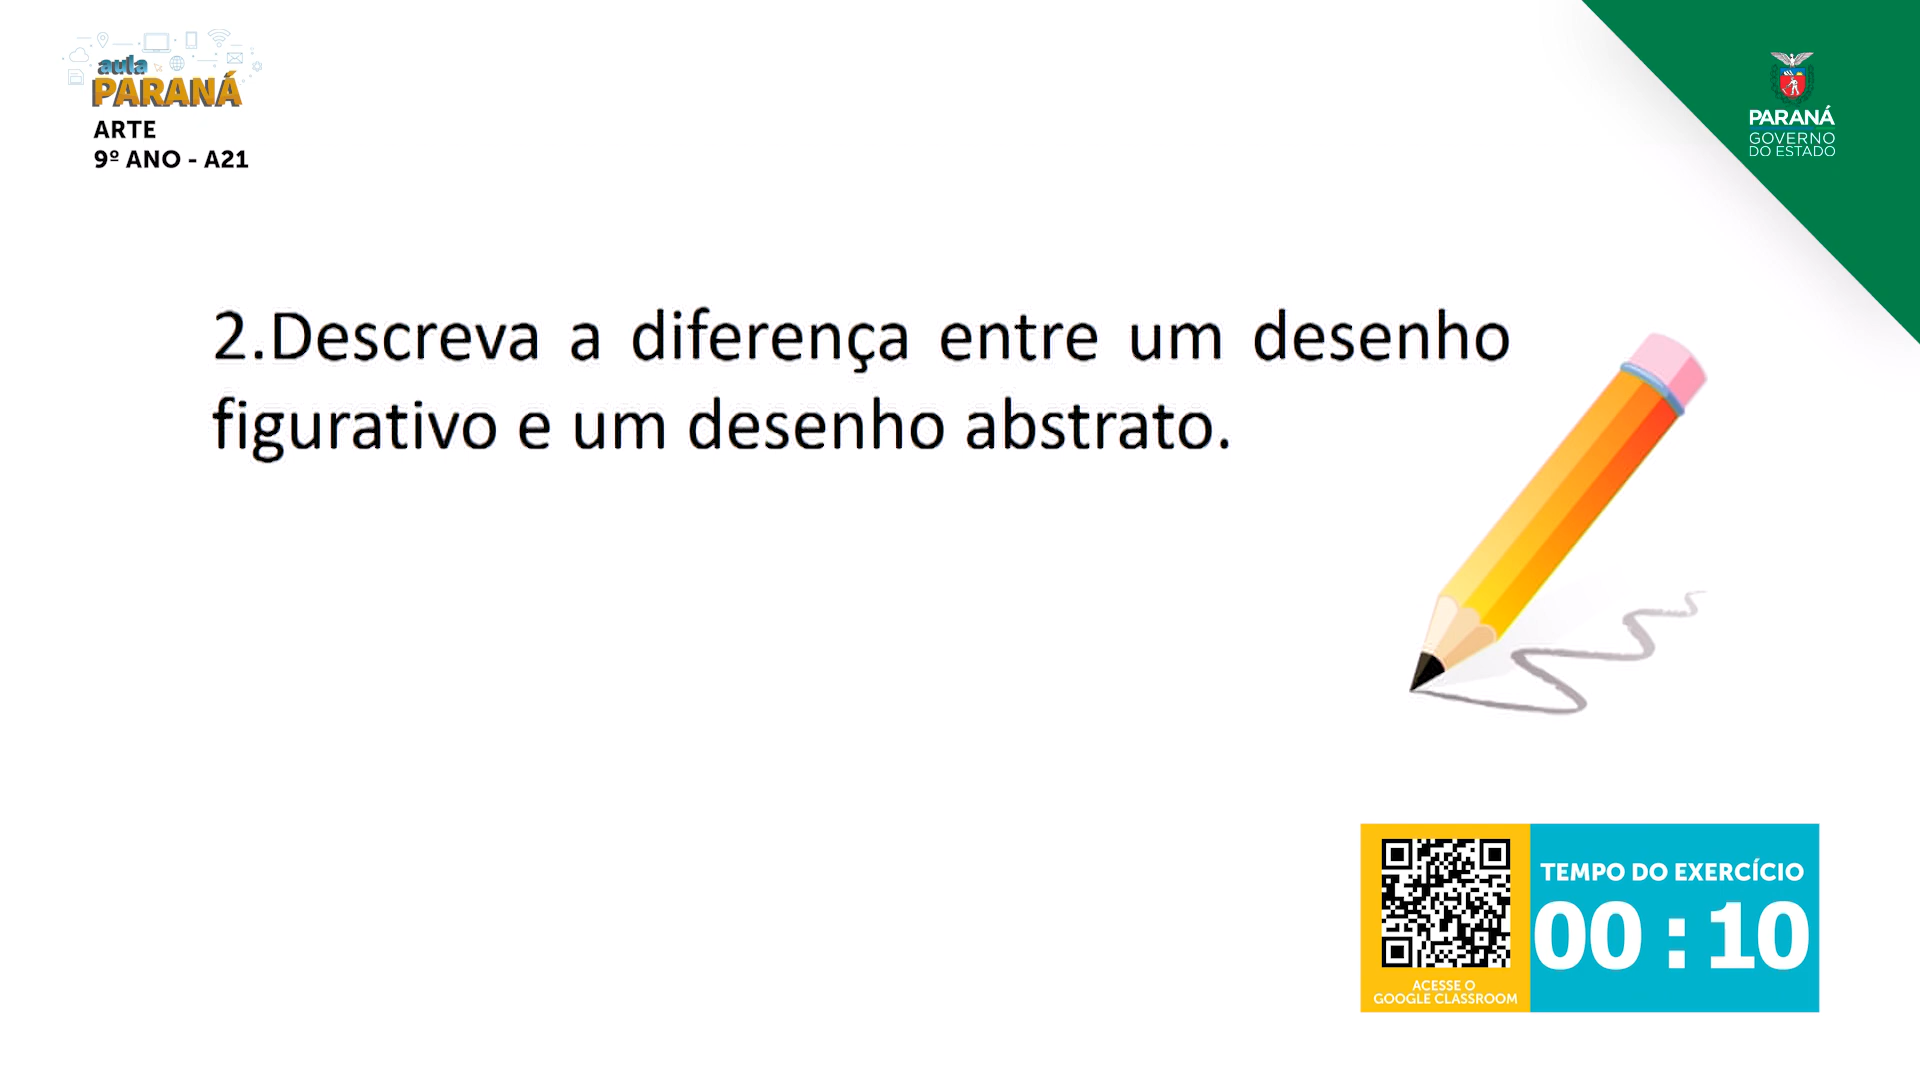 aula
PARANÁ
ARTE
9º ANO - A21
PARANÁ
GOVERNO
DO ESTADO
2.Descreva a diferença entre um desenho
figurativo e um desenho abstrato.
TEMPO DO EXERCÍCIO
00 : 10
ACESSE O
GOOGLE CLASSROOM